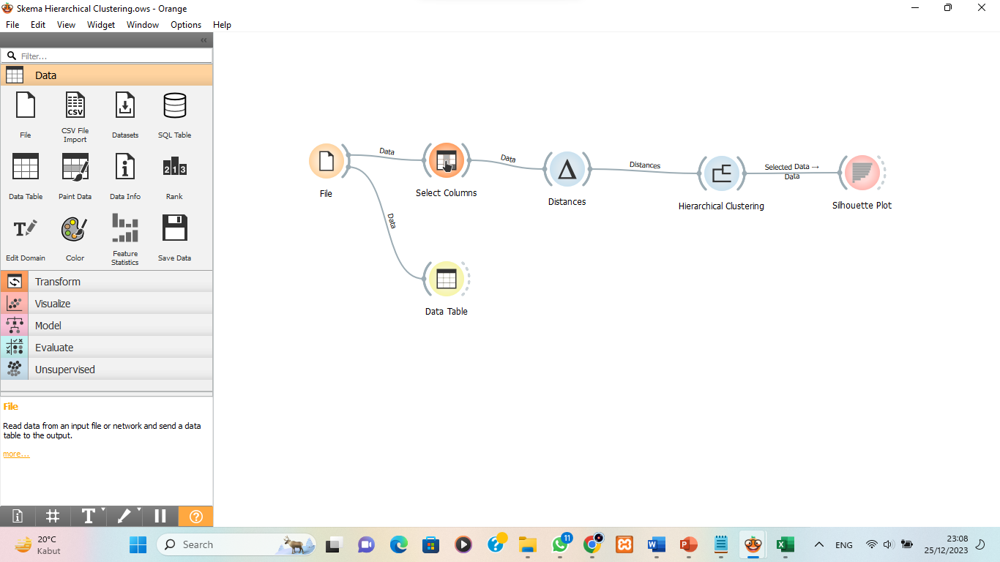 Skema Hierarchical Clustering.ows - Orange
File Edit View Widget Window Options Help
Filter...
Data
File
CSV File
Import
Datasets
SQL Table
Data Table
Paint Data
Data Info
Rank
Edit Domain
Color
Feature
Statistics
Save Data
Transform
Visualize
Model
Evaluate
Unsupervised
File
Read data from an input file or network and send a data
table to the output.
more...
Data
Data
Data
Distances
Selected Data →
Data
File
Select Columns
Distances
Hierarchical Clustering
Silhouette Plot
Data Table
20°C
Kabut
Search
11
ENG
23:08
25/12/2023